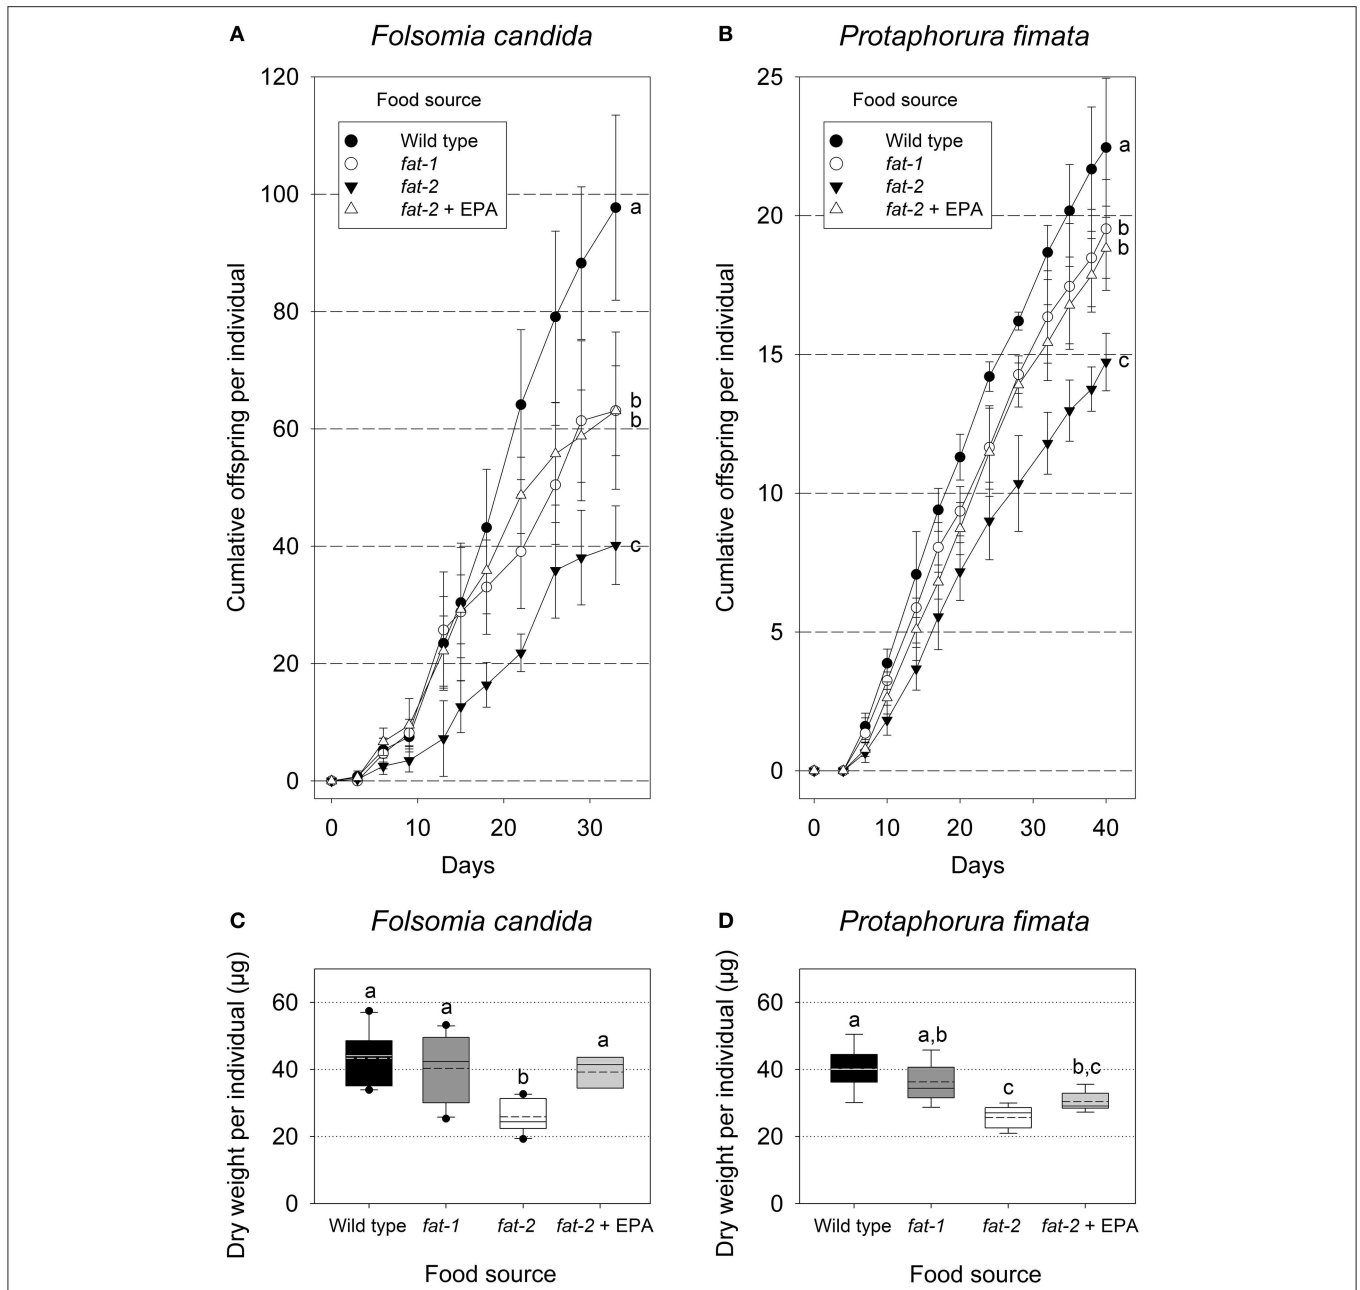 A
Folsomia candida
Cumlative offspring per individual
120
100
80
60
40
20
0
Food source
Wild type
fat-1
fat-2
fat-2 + EPA
a
b
b
c
0
10
20
30
Days
B
Protaphorura fimata
Cumlative offspring per individual
25
20
15
10
5
0
Food source
Wild type
fat-1
fat-2
fat-2 + EPA
a
b
b
c
0
10
20
30
40
Days
C
Folsomia candida
Dry weight per individual (µg)
60
40
20
0
a
a
b
a
Wild type
fat-1
fat-2
fat-2 + EPA
Food source
D
Protaphorura fimata
Dry weight per individual (µg)
60
40
20
0
a
a,b
c
b,c
Wild type
fat-1
fat-2
fat-2 + EPA
Food source